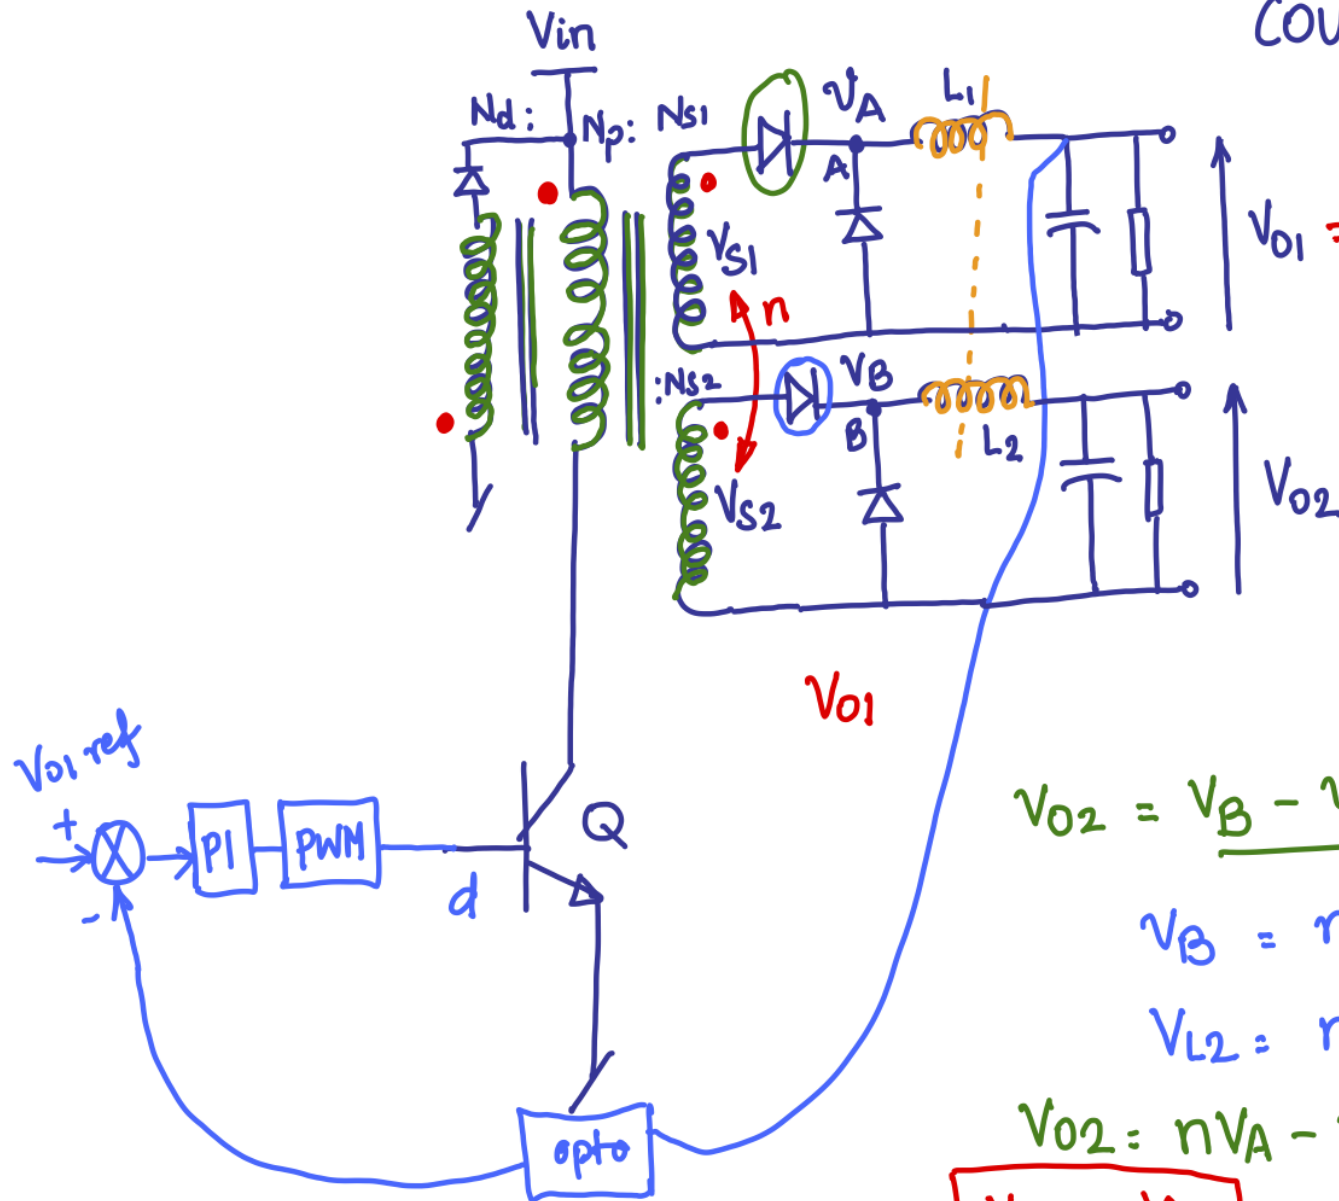 Vin
COU
Nd :
Np:
Ns1
VA
L1
A
Vs1
Vo1 =
n
:Ns2
VB
B
L2
Vs2
Vo2
Vo1
Vo1 ref
+
-
PI
PWM
d
Q
opto
Vo2 = VB -
VB =
VL2 =
Vo2 = nVA -